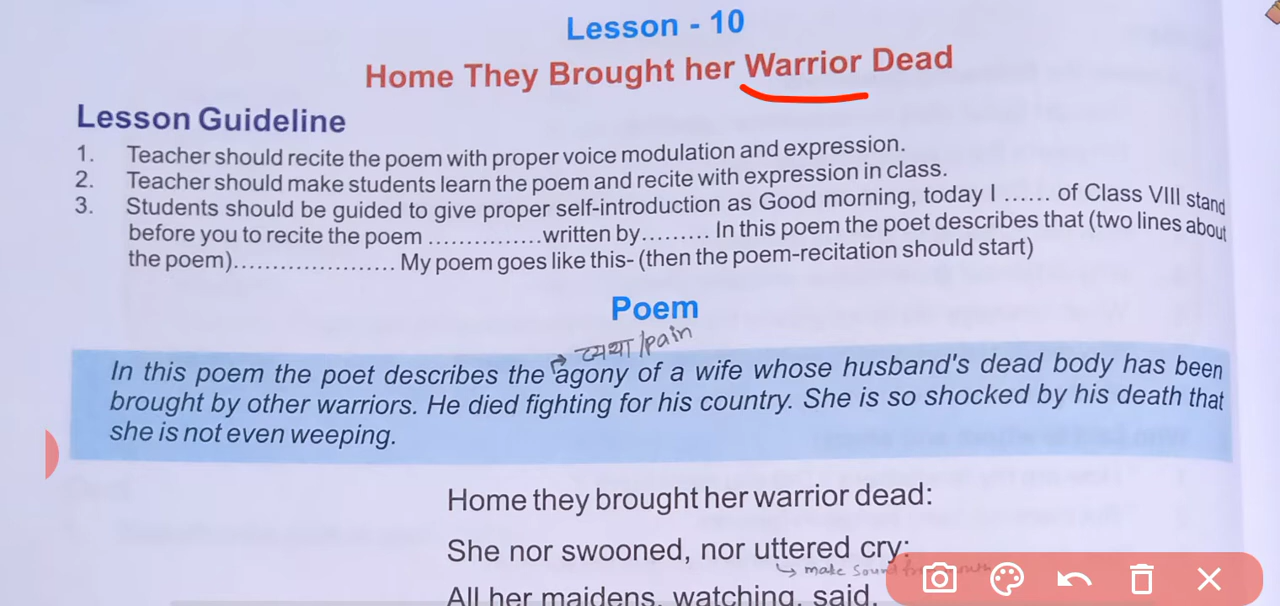 Lesson - 10
Home They Brought her Warrior Dead
Lesson Guideline
1. Teacher should recite the poem with proper voice modulation and expression.
2. Teacher should make students learn the poem and recite with expression in class.
3. Students should be guided to give proper self-introduction as Good morning, today I ...... of Class VIII stand
before you to recite the poem ...............written by......... In this poem the poet describes that (two lines about
the poem)..................... My poem goes like this- (then the poem-recitation should start)
Poem
व्यथा/pain
In this poem the poet describes the agony of a wife whose husband's dead body has been
brought by other warriors. He died fighting for his country. She is so shocked by his death that
she is not even weeping.
Home they brought her warrior dead:
She nor swooned, nor uttered cry:
make sound
All her maidens, watching, said,